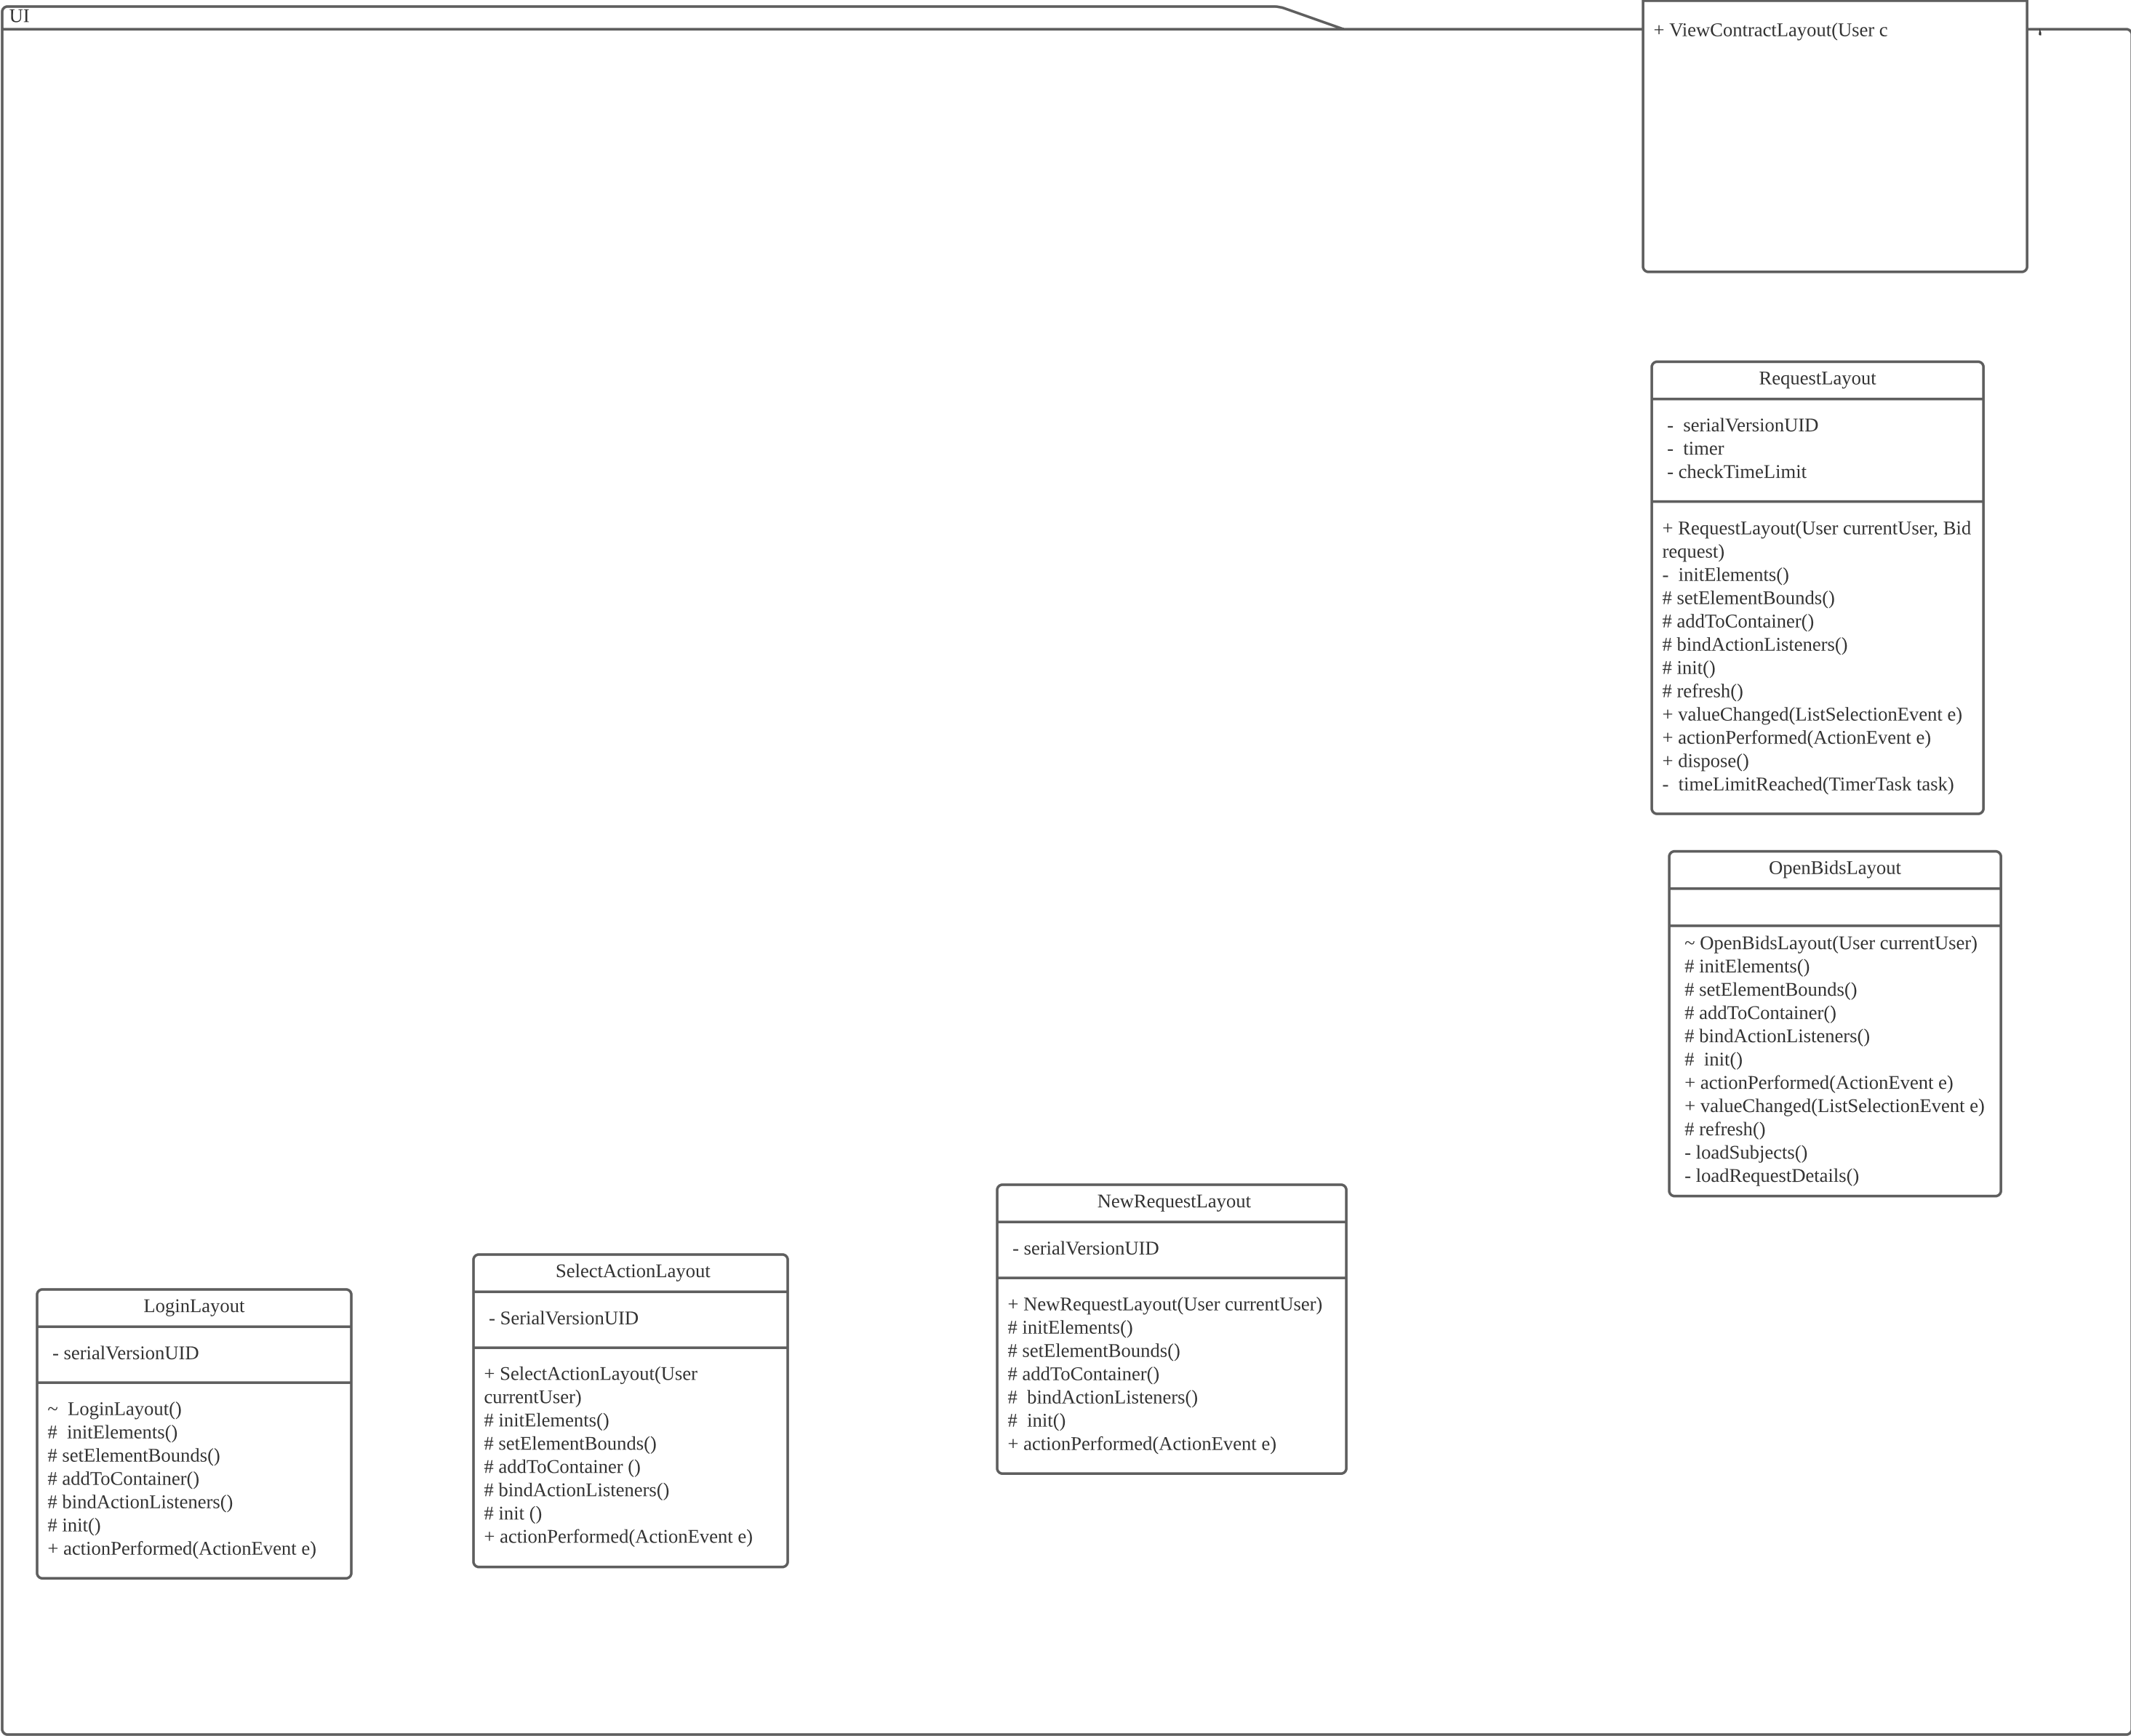 UI
+ ViewContractLayout(User c
RequestLayout
- serialVersionUID
- timer
- checkTimeLimit
+ RequestLayout(User currentUser, Bid
request)
- initElements()
# setElementBounds()
# addToContainer()
# bindActionListeners()
# init()
# refresh()
+ valueChanged(ListSelectionEvent e)
+ actionPerformed(ActionEvent e)
+ dispose()
- timeLimitReached(TimerTask task)
OpenBidsLayout
~ OpenBidsLayout(User currentUser)
# initElements()
# setElementBounds()
# addToContainer()
# bindActionListeners()
# init()
+ actionPerformed(ActionEvent e)
+ valueChanged(ListSelectionEvent e)
# refresh()
- loadSubjects()
- loadRequestDetails()
NewRequestLayout
- serialVersionUID
+ NewRequestLayout(User currentUser)
# initElements()
# setElementBounds()
# addToContainer()
# bindActionListeners()
# init()
+ actionPerformed(ActionEvent e)
SelectActionLayout
- SerialVersionUID
+ SelectActionLayout(User
currentUser)
# initElements()
# setElementBounds()
# addToContainer ()
# bindActionListeners()
# init ()
+ actionPerformed(ActionEvent e)
LoginLayout
- serialVersionUID
~ LoginLayout()
# initElements()
# setElementBounds()
# addToContainer()
# bindActionListeners()
# init()
+ actionPerformed(ActionEvent e)